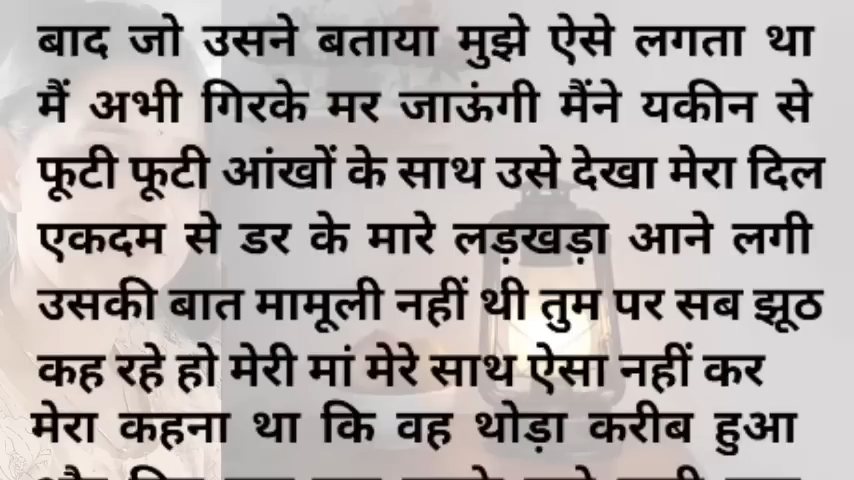 बाद जो उसने बताया मुझे ऐसे लगता था
मैं अभी गिरके मर जाऊंगी मैंने यकीन से
फूटी फूटी आंखों के साथ उसे देखा मेरा दिल
एकदम से डर के मारे लड़खड़ा आने लगी
उसकी बात मामूली नहीं थी तुम पर सब झूठ
कह रहे हो मेरी मां मेरे साथ ऐसा नहीं कर
मेरा कहना था कि वह थोड़ा करीब हुआ